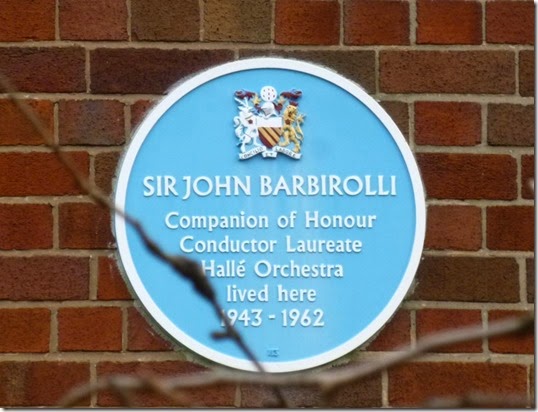 SIR JOHN BARBIROLLI
Companion of Honour
Conductor Laureate
Hallé Orchestra
lived here
1943 - 1962